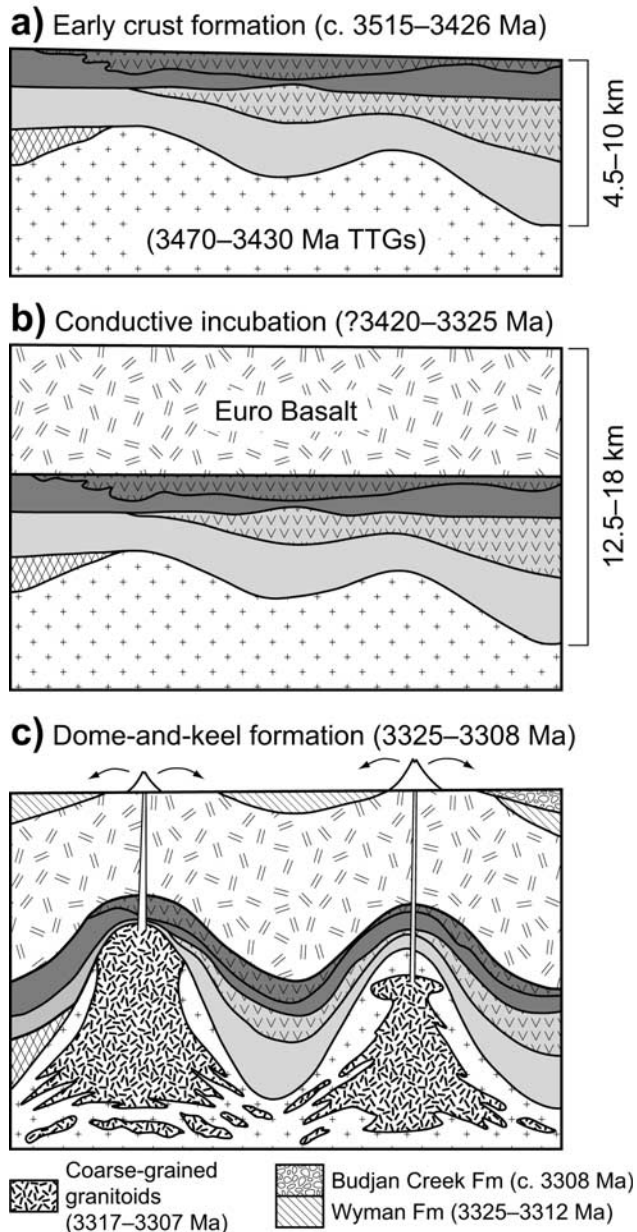 a) Early crust formation (c. 3515–3426 Ma)
4.5–10 km
(3470–3430 Ma TTGs)
b) Conductive incubation (?3420–3325 Ma)
Euro Basalt
12.5–18 km
c) Dome-and-keel formation (3325–3308 Ma)
Coarse-grained
granitoids
(3317–3307 Ma)
Budjan Creek Fm (c. 3308 Ma)
Wyman Fm (3325–3312 Ma)